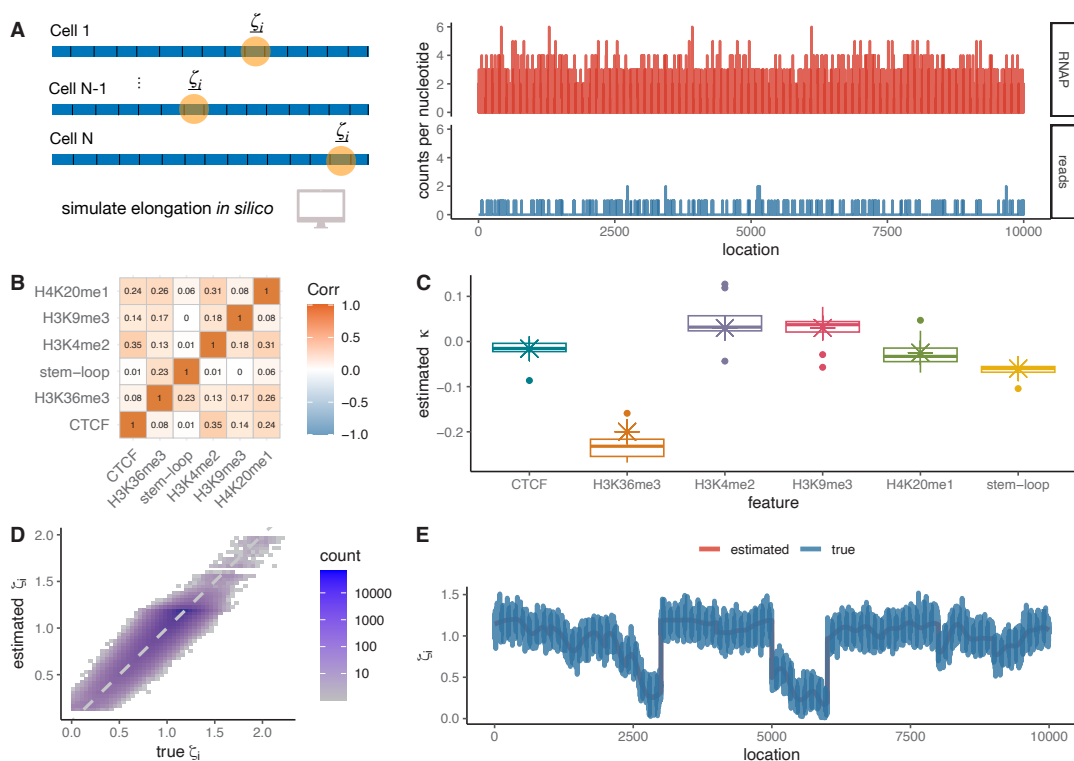 A
Cell 1
ζi
Cell N-1
⋮
ζi
Cell N
ζi
simulate elongation in silico
counts per nucleotide
6
4
2
0
RNAP
6
4
2
0
reads
0 2500 5000 7500 10000
location
B
H4K20me1 0.24 0.26 0.06 0.31 0.08 1
H3K9me3 0.14 0.17 0 0.18 1 0.08
H3K4me2 0.35 0.13 0.01 1 0.18 0.31
stem−loop 0.01 0.23 1 0.01 0 0.06
H3K36me3 0.08 1 0.23 0.13 0.17 0.26
CTCF 1 0.08 0.01 0.35 0.14 0.24
CTCF H3K36me3 stem−loop H3K4me2 H3K9me3 H4K20me1
Corr
1.0
0.5
0.0
−0.5
−1.0
C
estimated κ
0.1
0.0
−0.1
−0.2
CTCF H3K36me3 H3K4me2 H3K9me3 H4K20me1 stem−loop
feature
D
estimated ζi
2.0
1.5
1.0
0.5
0.0 0.5 1.0 1.5 2.0
true ζi
count
10000
1000
100
10
E
estimated true
ζi
1.5
1.0
0.5
0.0
0 2500 5000 7500 10000
location